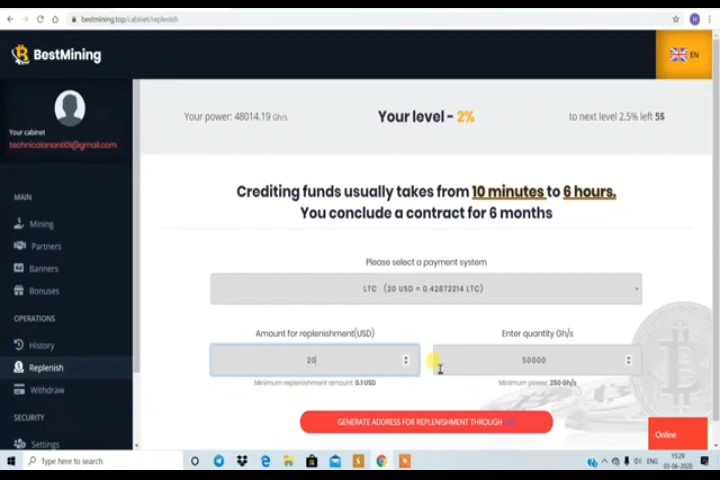 bestmining.top/cabinet/replenish
N
BestMining
EN
Your cabinet
Your power: 48014.19 Gh/s
Your level - 2%
to next level 2.5% left 5$
MAIN
Mining
Partners
Banners
Bonuses
OPERATIONS
History
Replenish
Withdraw
SECURITY
Settings
Crediting funds usually takes from 10 minutes to 6 hours.
You conclude a contract for 6 months
Please select a payment system
LTC (20 USD = 0.42872214 LTC)
Amount for replenishment(USD)
Enter quantity Gh/s
20
50000
Minimum replenishment amount: 0.1 USD
Minimum power: 250 Gh/s
GENERATE ADDRESS FOR REPLENISHMENT THROUGH
Online
Type here to search
ENG
15:29
03-06-2020